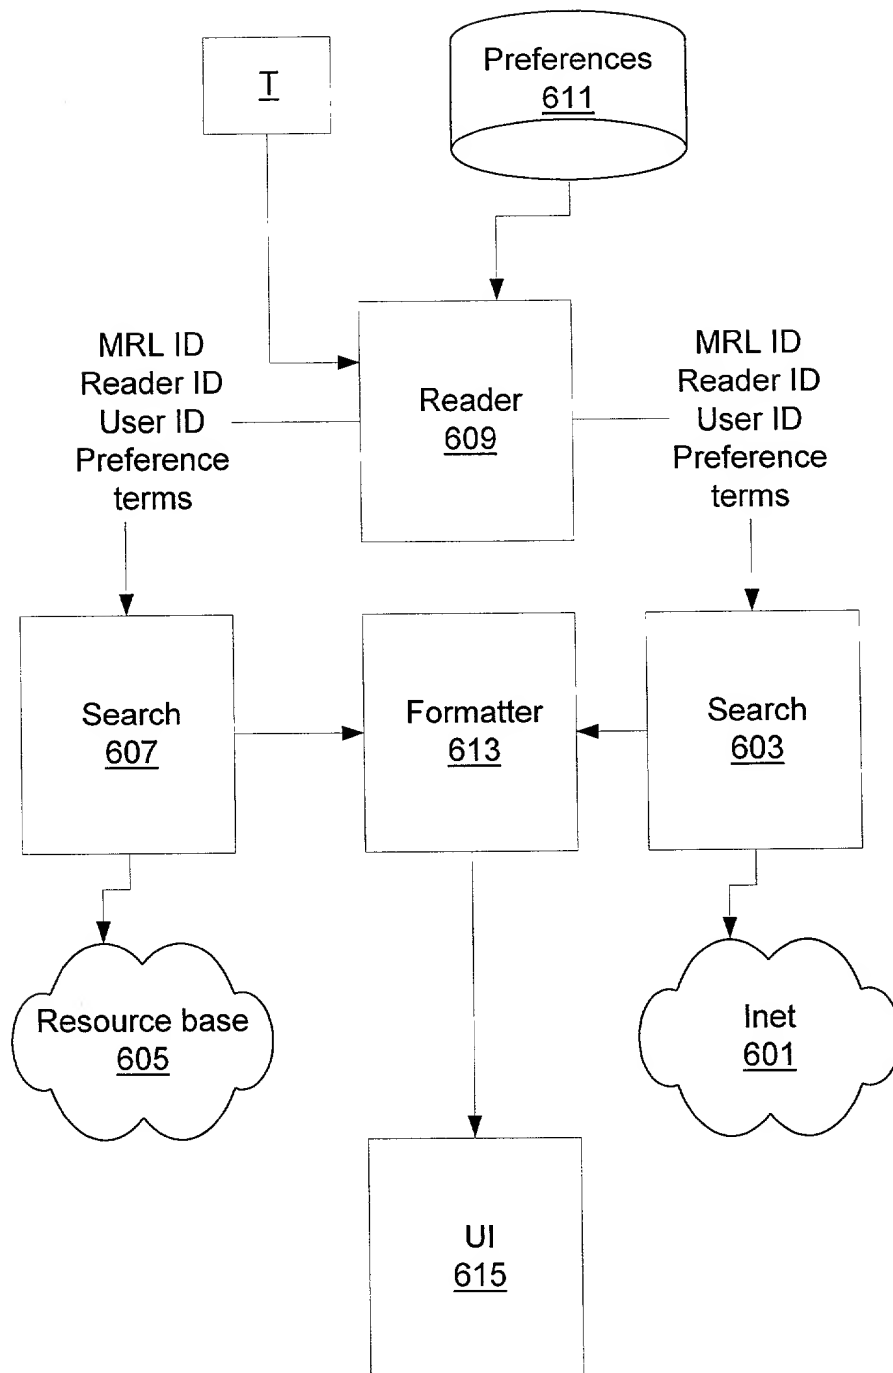 T
Preferences
611
MRL ID
Reader ID
User ID
Preference
terms
Reader
609
MRL ID
Reader ID
User ID
Preference
terms
Search
607
Formatter
613
Search
603
Resource base
605
Inet
601
UI
615